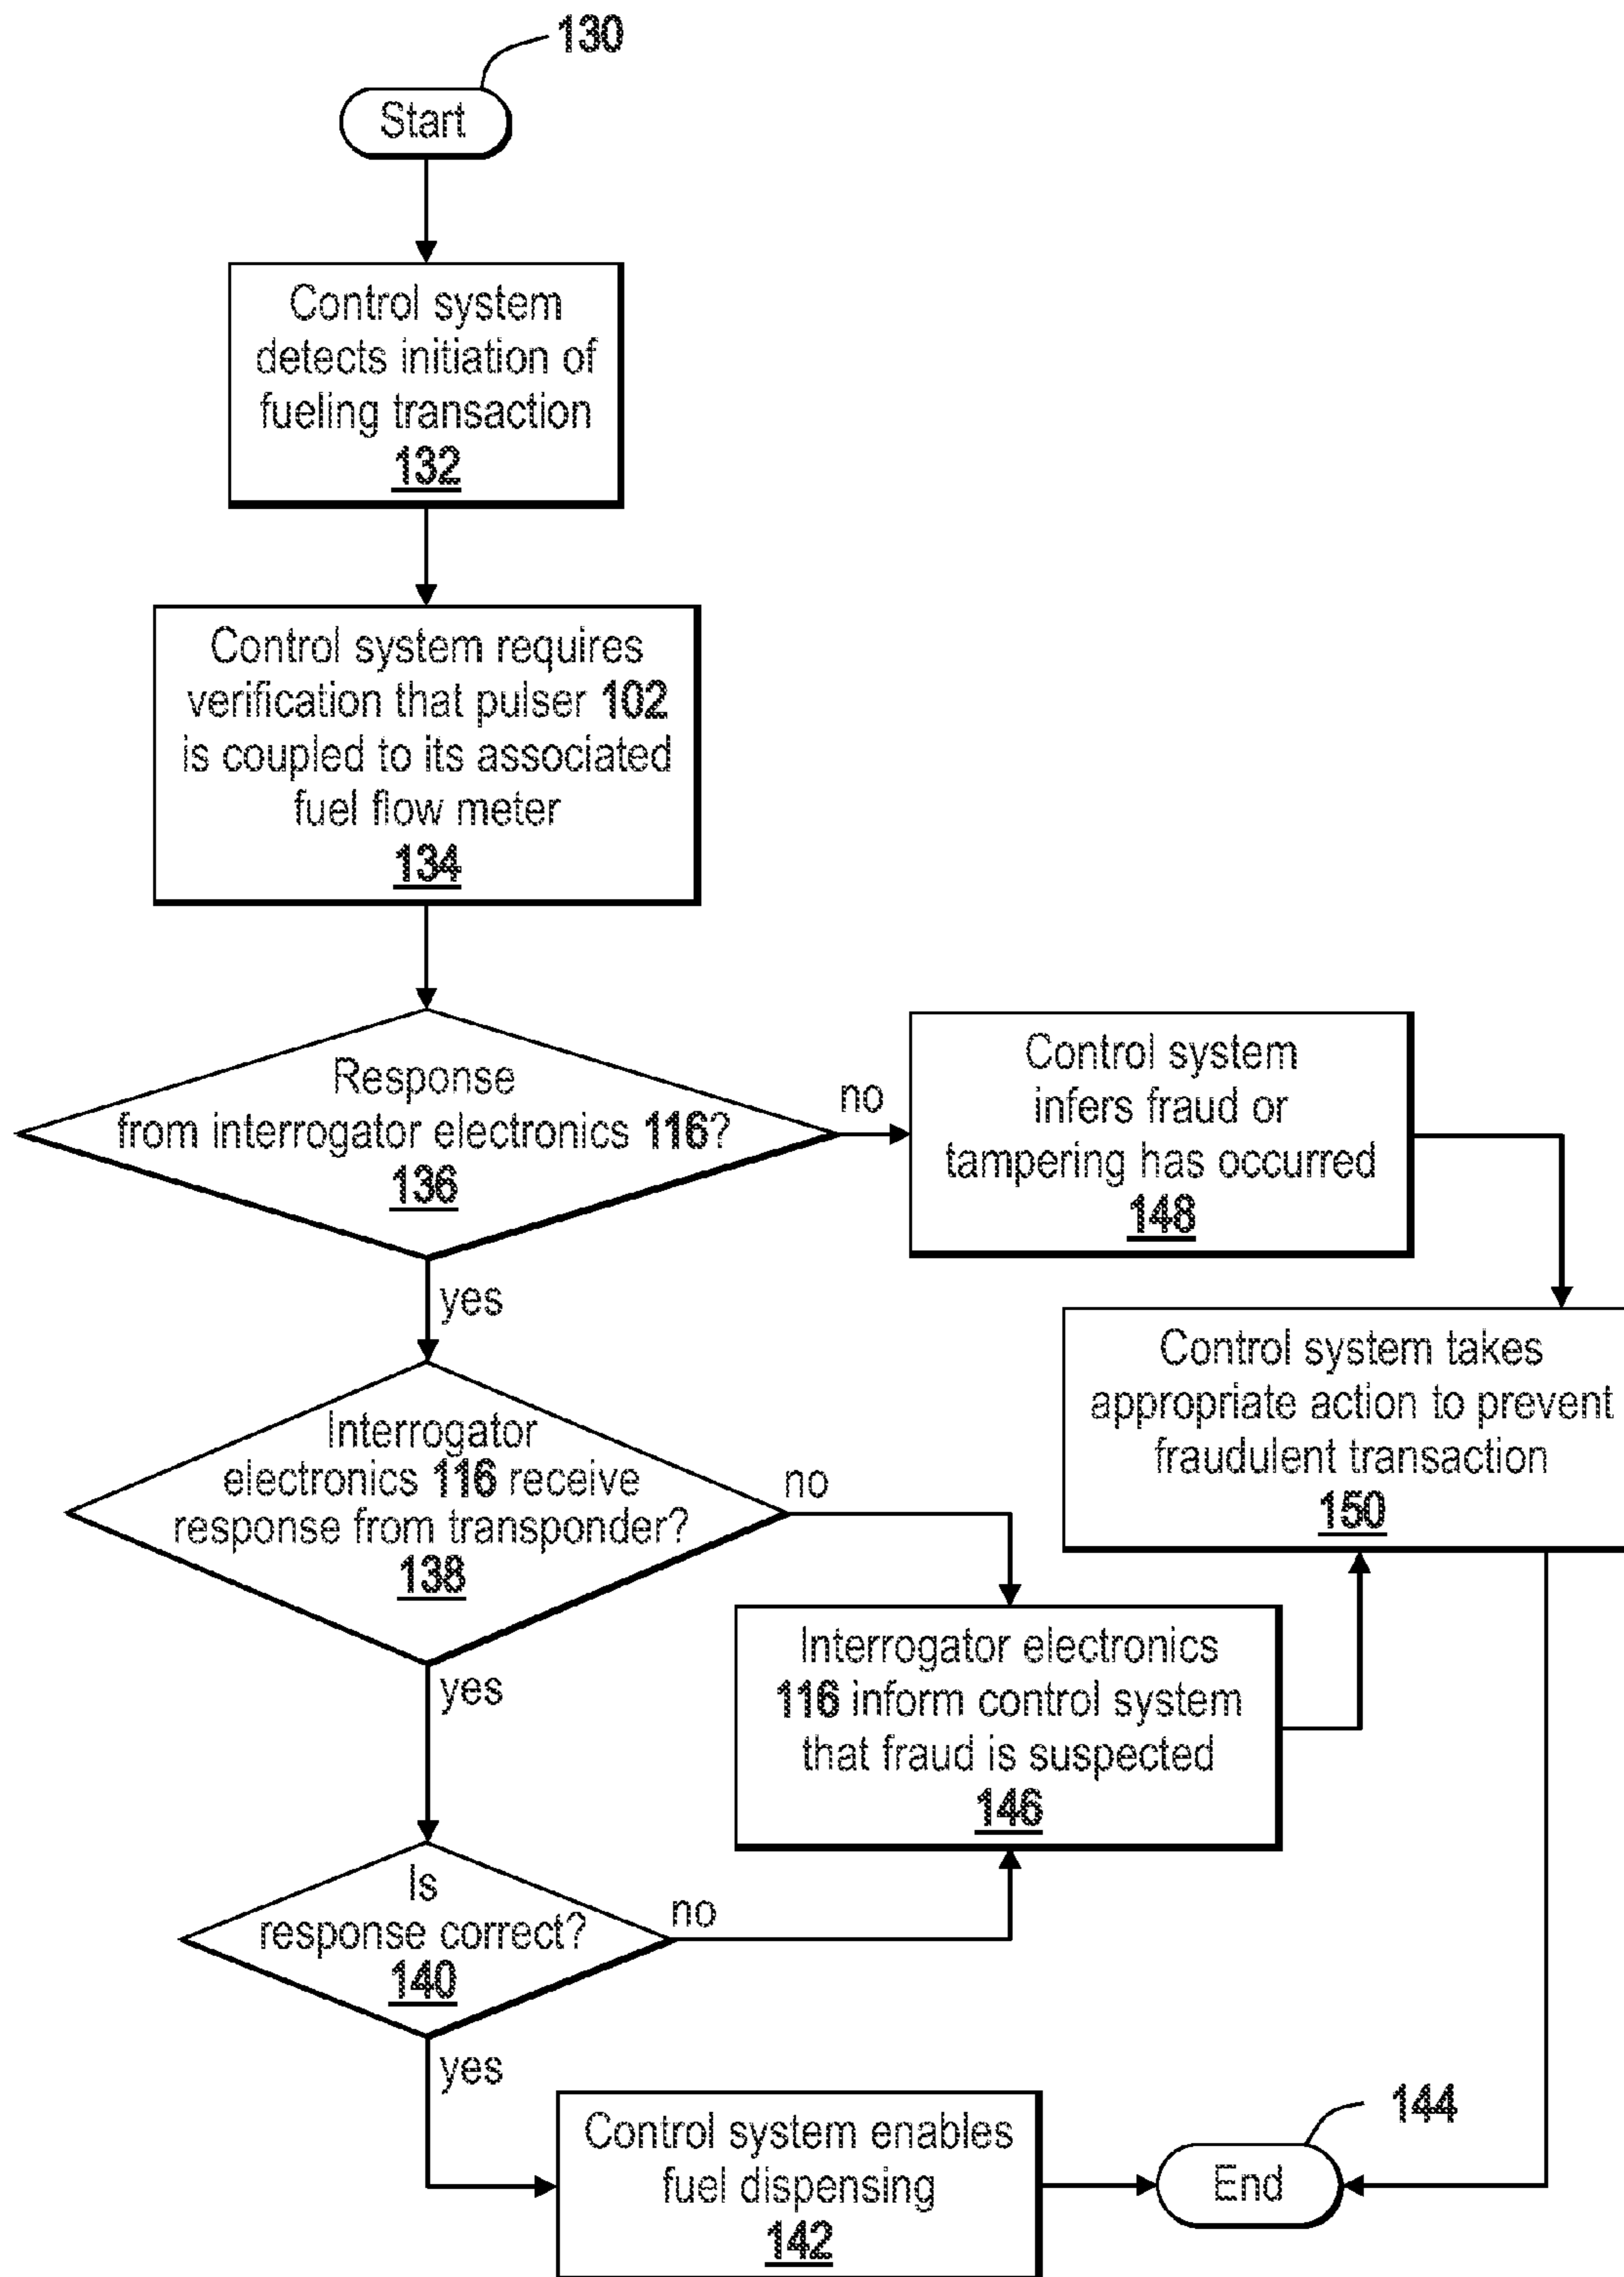 130
Start
Control system
detects initiation of
fueling transaction
132
Control system requires
verification that pulser 102
is coupled to its associated
fuel flow meter
134
Response
from interrogator electronics 116?
136
no
Control system
infers fraud or
tampering has occurred
148
yes
Control system takes
appropriate action to prevent
fraudulent transaction
150
Interrogator
electronics 116 receive
response from transponder?
138
no
yes
Interrogator electronics
116 inform control system
that fraud is suspected
146
Is
response correct?
140
no
yes
Control system enables
fuel dispensing
142
144
End